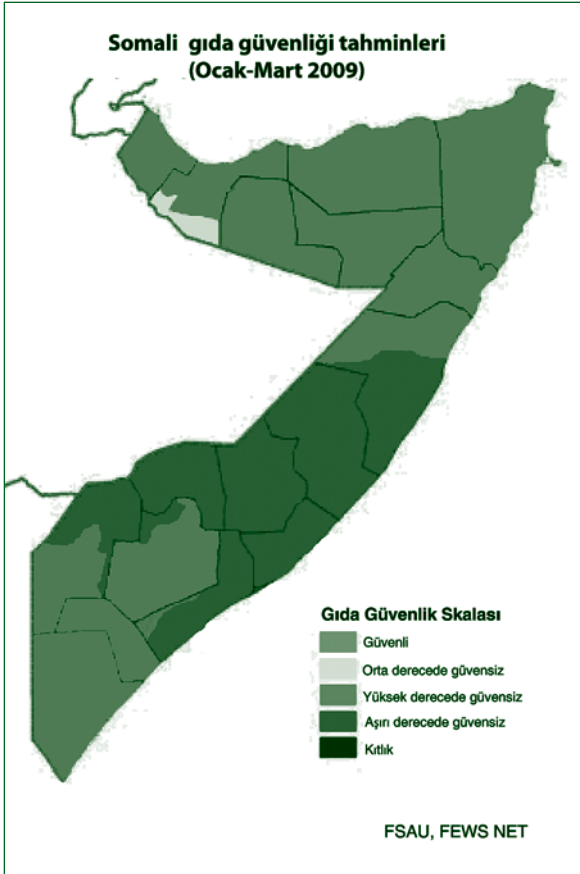 Somali gıda güvenliği tahminleri
(Ocak-Mart 2009)
Gıda Güvenlik Skalası
Güvenli
Orta derecede güvensiz
Yüksek derecede güvensiz
Aşırı derecede güvensiz
Kıtlık
FSAU, FEWS NET